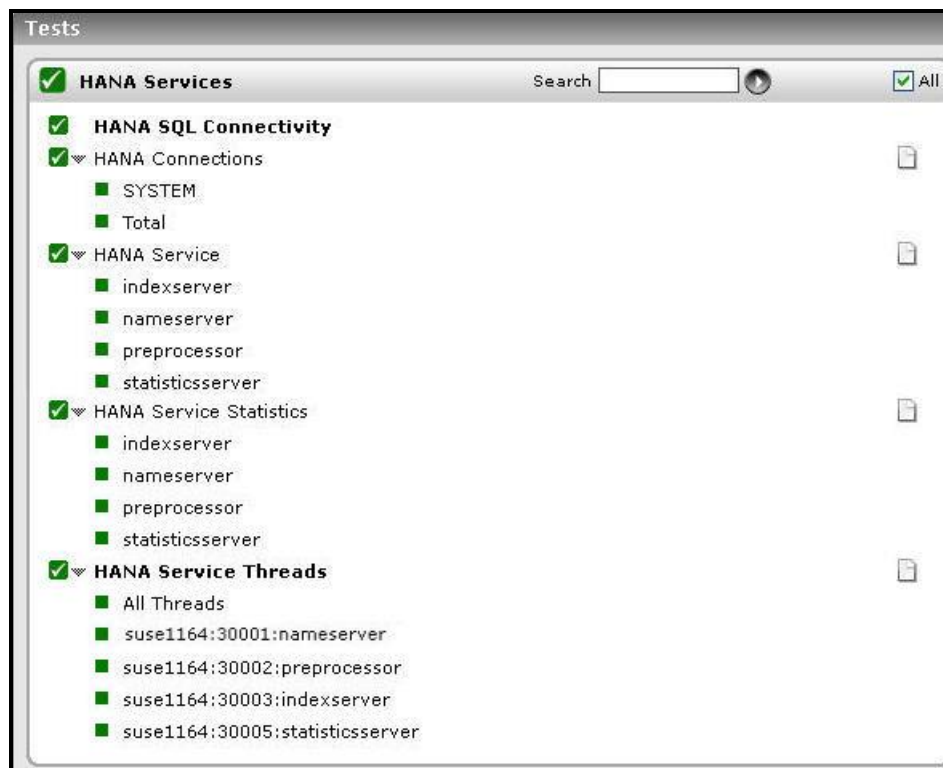 Tests
HANA Services Search All
HANA SQL Connectivity
HANA Connections
SYSTEM
Total
HANA Service
indexserver
nameserver
preprocessor
statisticsserver
HANA Service Statistics
indexserver
nameserver
preprocessor
statisticsserver
HANA Service Threads
All Threads
suse1164:30001:nameserver
suse1164:30002:preprocessor
suse1164:30003:indexserver
suse1164:30005:statisticsserver